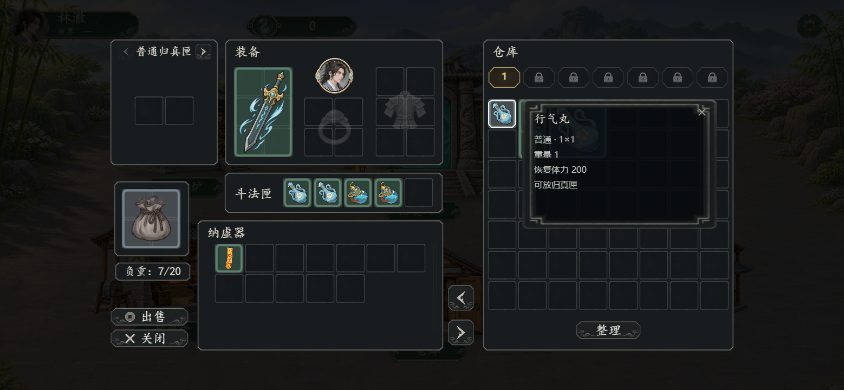 0
普通归真匣
装备
斗法匣
纳虚器
负重：7/20
出售
关闭
仓库
1
行气丸
普通 · 1×1
重量 1
恢复体力 200
可放归真匣
整理